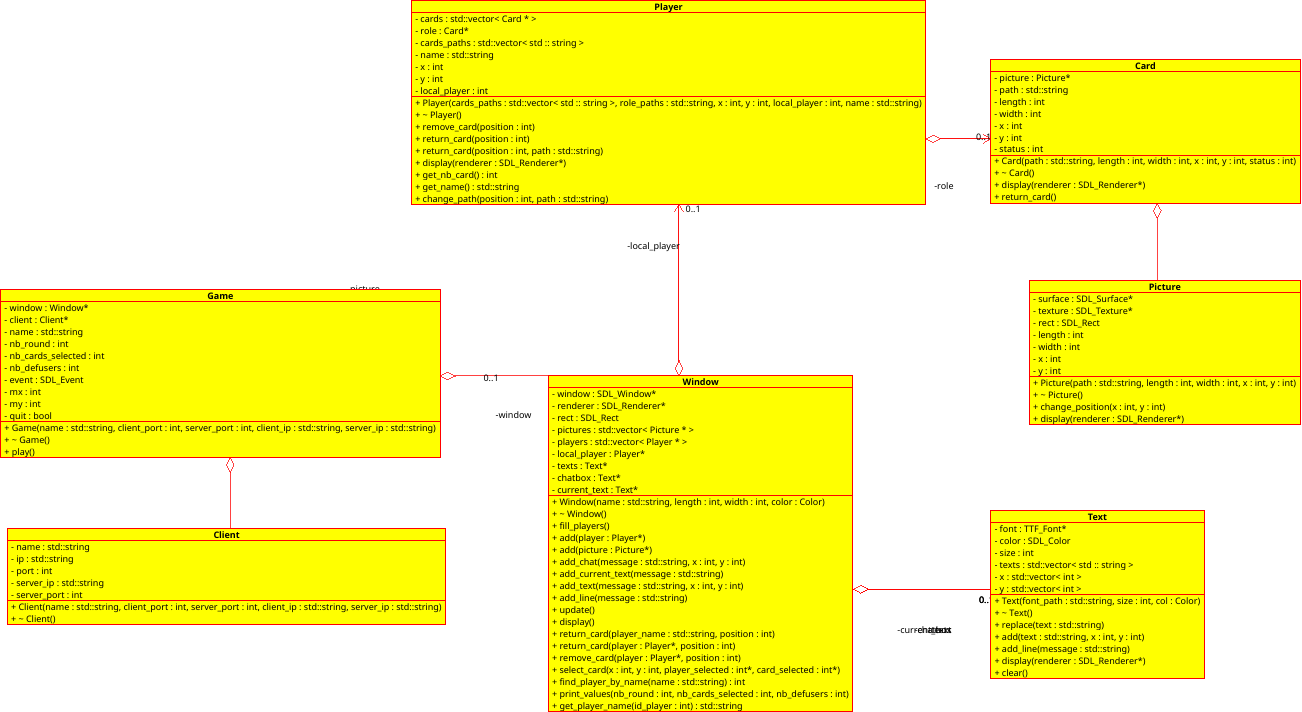 Player
- cards : std::vector< Card * >
- role : Card*
- cards_paths : std::vector< std :: string >
- name : std::string
- x : int
- y : int
- local_player : int
+ Player(cards_paths : std::vector< std :: string >, role_paths : std::string, x : int, y : int, local_player : int, name : std::string)
+ ~ Player()
+ remove_card(position : int)
+ return_card(position : int)
+ return_card(position : int, path : std::string)
+ display(renderer : SDL_Renderer*)
+ get_nb_card() : int
+ get_name() : std::string
+ change_path(position : int, path : std::string)
Card
- picture : Picture*
- path : std::string
- length : int
- width : int
- x : int
- y : int
- status : int
+ Card(path : std::string, length : int, width : int, x : int, y : int, status : int)
+ ~ Card()
+ display(renderer : SDL_Renderer*)
+ return_card()
0..1
-role
0..1
-local_player
picture
Game
- window : Window*
- client : Client*
- name : std::string
- nb_round : int
- nb_cards_selected : int
- nb_defusers : int
- event : SDL_Event
- mx : int
- my : int
- quit : bool
+ Game(name : std::string, client_port : int, server_port : int, client_ip : std::string, server_ip : std::string)
+ ~ Game()
+ play()
Picture
- surface : SDL_Surface*
- texture : SDL_Texture*
- rect : SDL_Rect
- length : int
- width : int
- x : int
- y : int
+ Picture(path : std::string, length : int, width : int, x : int, y : int)
+ ~ Picture()
+ change_position(x : int, y : int)
+ display(renderer : SDL_Renderer*)
0..1
-window
Window
- window : SDL_Window*
- renderer : SDL_Renderer*
- rect : SDL_Rect
- pictures : std::vector< Picture * >
- players : std::vector< Player * >
- local_player : Player*
- texts : Text*
- chatbox : Text*
- current_text : Text*
+ Window(name : std::string, length : int, width : int, color : Color)
+ ~ Window()
+ fill_players()
+ add(player : Player*)
+ add(picture : Picture*)
+ add_chat(message : std::string, x : int, y : int)
+ add_current_text(message : std::string)
+ add_text(message : std::string, x : int, y : int)
+ add_line(message : std::string)
+ update()
+ display()
+ return_card(player_name : std::string, position : int)
+ return_card(player : Player*, position : int)
+ remove_card(player : Player*, position : int)
+ select_card(x : int, y : int, player_selected : int*, card_selected : int*)
+ find_player_by_name(name : std::string) : int
+ print_values(nb_round : int, nb_cards_selected : int, nb_defusers : int)
+ get_player_name(id_player : int) : std::string
Client
- name : std::string
- ip : std::string
- port : int
- server_ip : std::string
- server_port : int
+ Client(name : std::string, client_port : int, server_port : int, client_ip : std::string, server_ip : std::string)
+ ~ Client()
0..
Text
- font : TTF_Font*
- color : SDL_Color
- size : int
- texts : std::vector< std :: string >
- x : std::vector< int >
- y : std::vector< int >
+ Text(font_path : std::string, size : int, col : Color)
+ ~ Text()
+ replace(text : std::string)
+ add(text : std::string, x : int, y : int)
+ add_line(message : std::string)
+ display(renderer : SDL_Renderer*)
+ clear()